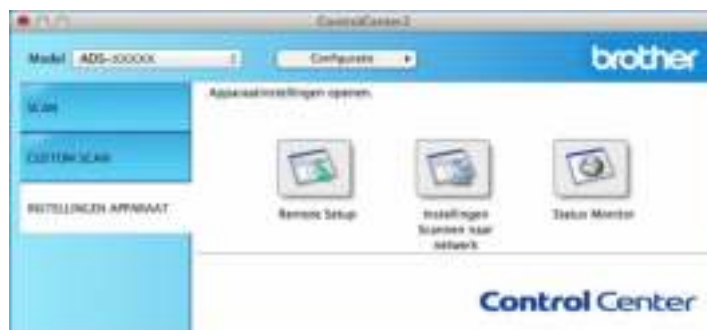 ControlCenter2
Model ADS-XXXXX Configuratie
brother
SCAN
CUSTOM SCAN
INSTELLINGEN APPARAAT
Apparaatinstellingen openen.
Remote Setup
Instellingen
Scannen naar
netwerk
Status Monitor
Control Center